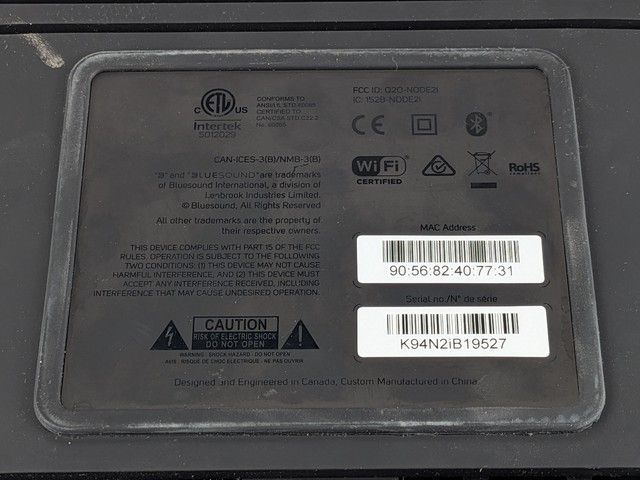 ETL
C
US
Intertek
5012029
CONFORMS TO
ANSI/UL STD 60065
CERTIFIED TO
CAN/CSA STD C22.2
No. 60065
FCC ID: O2O-NODE2I
IC: 1528-NODE2I
CE
CAN-ICES-3(B)/NMB-3(B)
"B" and "BLUESOUND" are trademarks
of Bluesound International, a division of
Lenbrook Industries Limited.
© Bluesound, All Rights Reserved
All other trademarks are the property of
their respective owners.
Wi Fi
CERTIFIED
RoHS
THIS DEVICE COMPLIES WITH PART 15 OF THE FCC
RULES. OPERATION IS SUBJECT TO THE FOLLOWING
TWO CONDITIONS: (1) THIS DEVICE MAY NOT CAUSE
HARMFUL INTERFERENCE, AND (2) THIS DEVICE MUST
ACCEPT ANY INTERFERENCE RECEIVED, INCLUDING
INTERFERENCE THAT MAY CAUSE UNDESIRED OPERATION.
MAC Address
90:56:82:40:77:31
Serial no./N° de série
K94N2iB19527
CAUTION
RISK OF ELECTRIC SHOCK
DO NOT OPEN
WARNING : SHOCK HAZARD - DO NOT OPEN
AVIS : RISQUE DE CHOC ELECTRIQUE - NE PAS OUVRIR
Designed and Engineered in Canada, Custom Manufactured in China